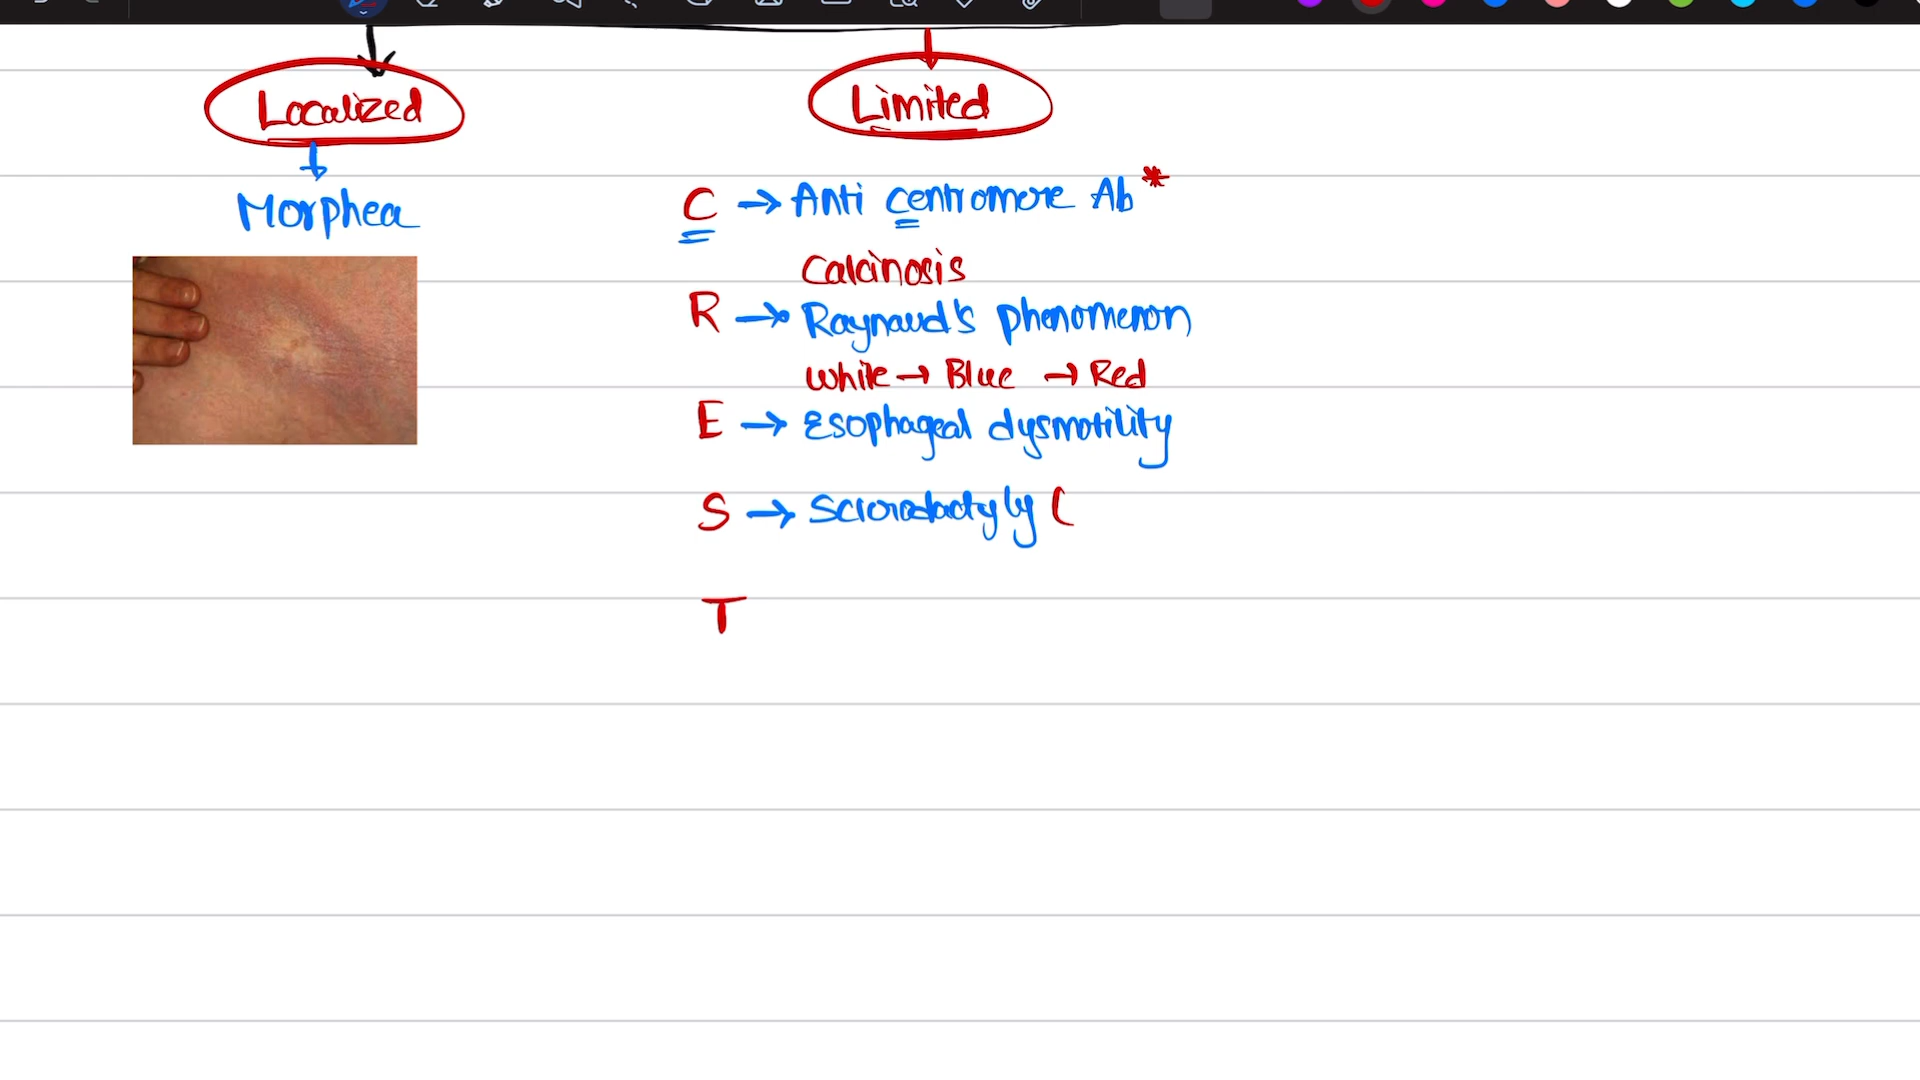 Localized
Limited
Morphea
C → Anti centromere Ab *
Calcinosis
R → Raynaud's phenomenon
white → Blue → Red
E → Esophageal dysmotility
S → Sclerodactyly (
T